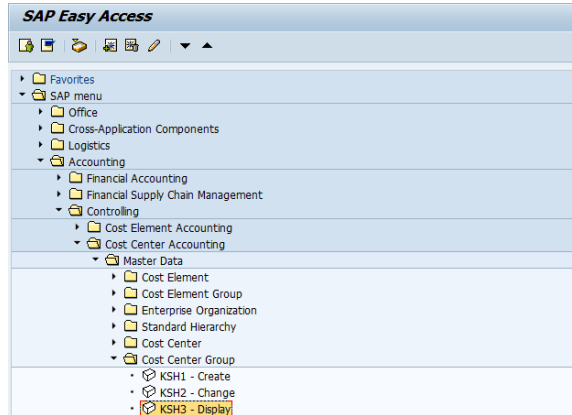 SAP Easy Access
Favorites
SAP menu
Office
Cross-Application Components
Logistics
Accounting
Financial Accounting
Financial Supply Chain Management
Controlling
Cost Element Accounting
Cost Center Accounting
Master Data
Cost Element
Cost Element Group
Enterprise Organization
Standard Hierarchy
Cost Center
Cost Center Group
KSH1 - Create
KSH2 - Change
KSH3 - Display